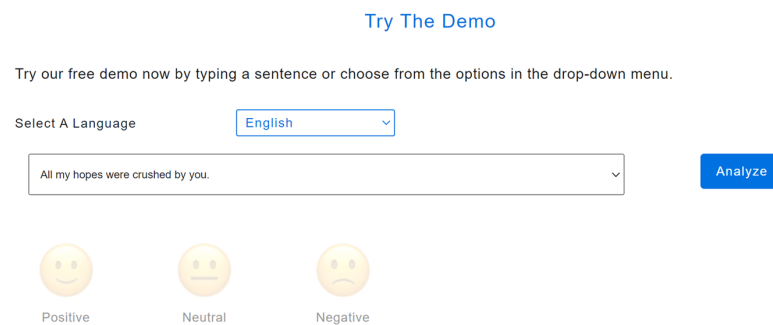 Try The Demo
Try our free demo now by typing a sentence or choose from the options in the drop-down menu.
Select A Language English
All my hopes were crushed by you. Analyze
Positive Neutral Negative